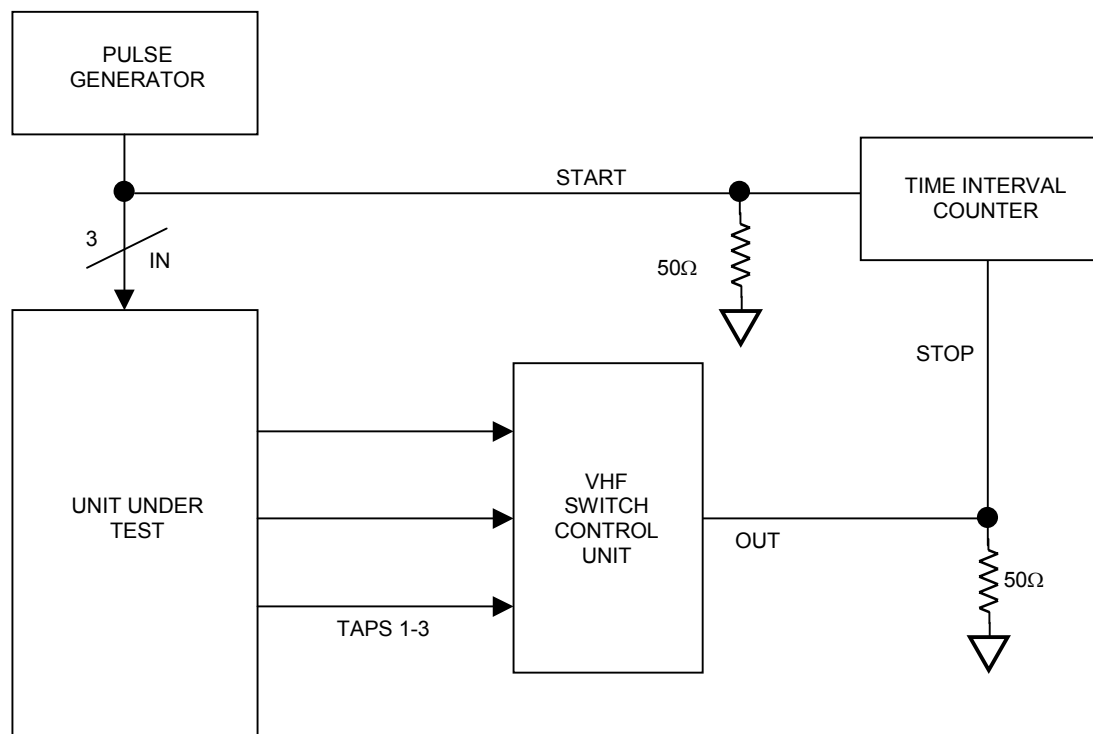 PULSE
GENERATOR
START
TIME INTERVAL
COUNTER
3
IN
50Ω
STOP
UNIT UNDER
TEST
VHF
SWITCH
CONTROL
UNIT
OUT
50Ω
TAPS 1-3